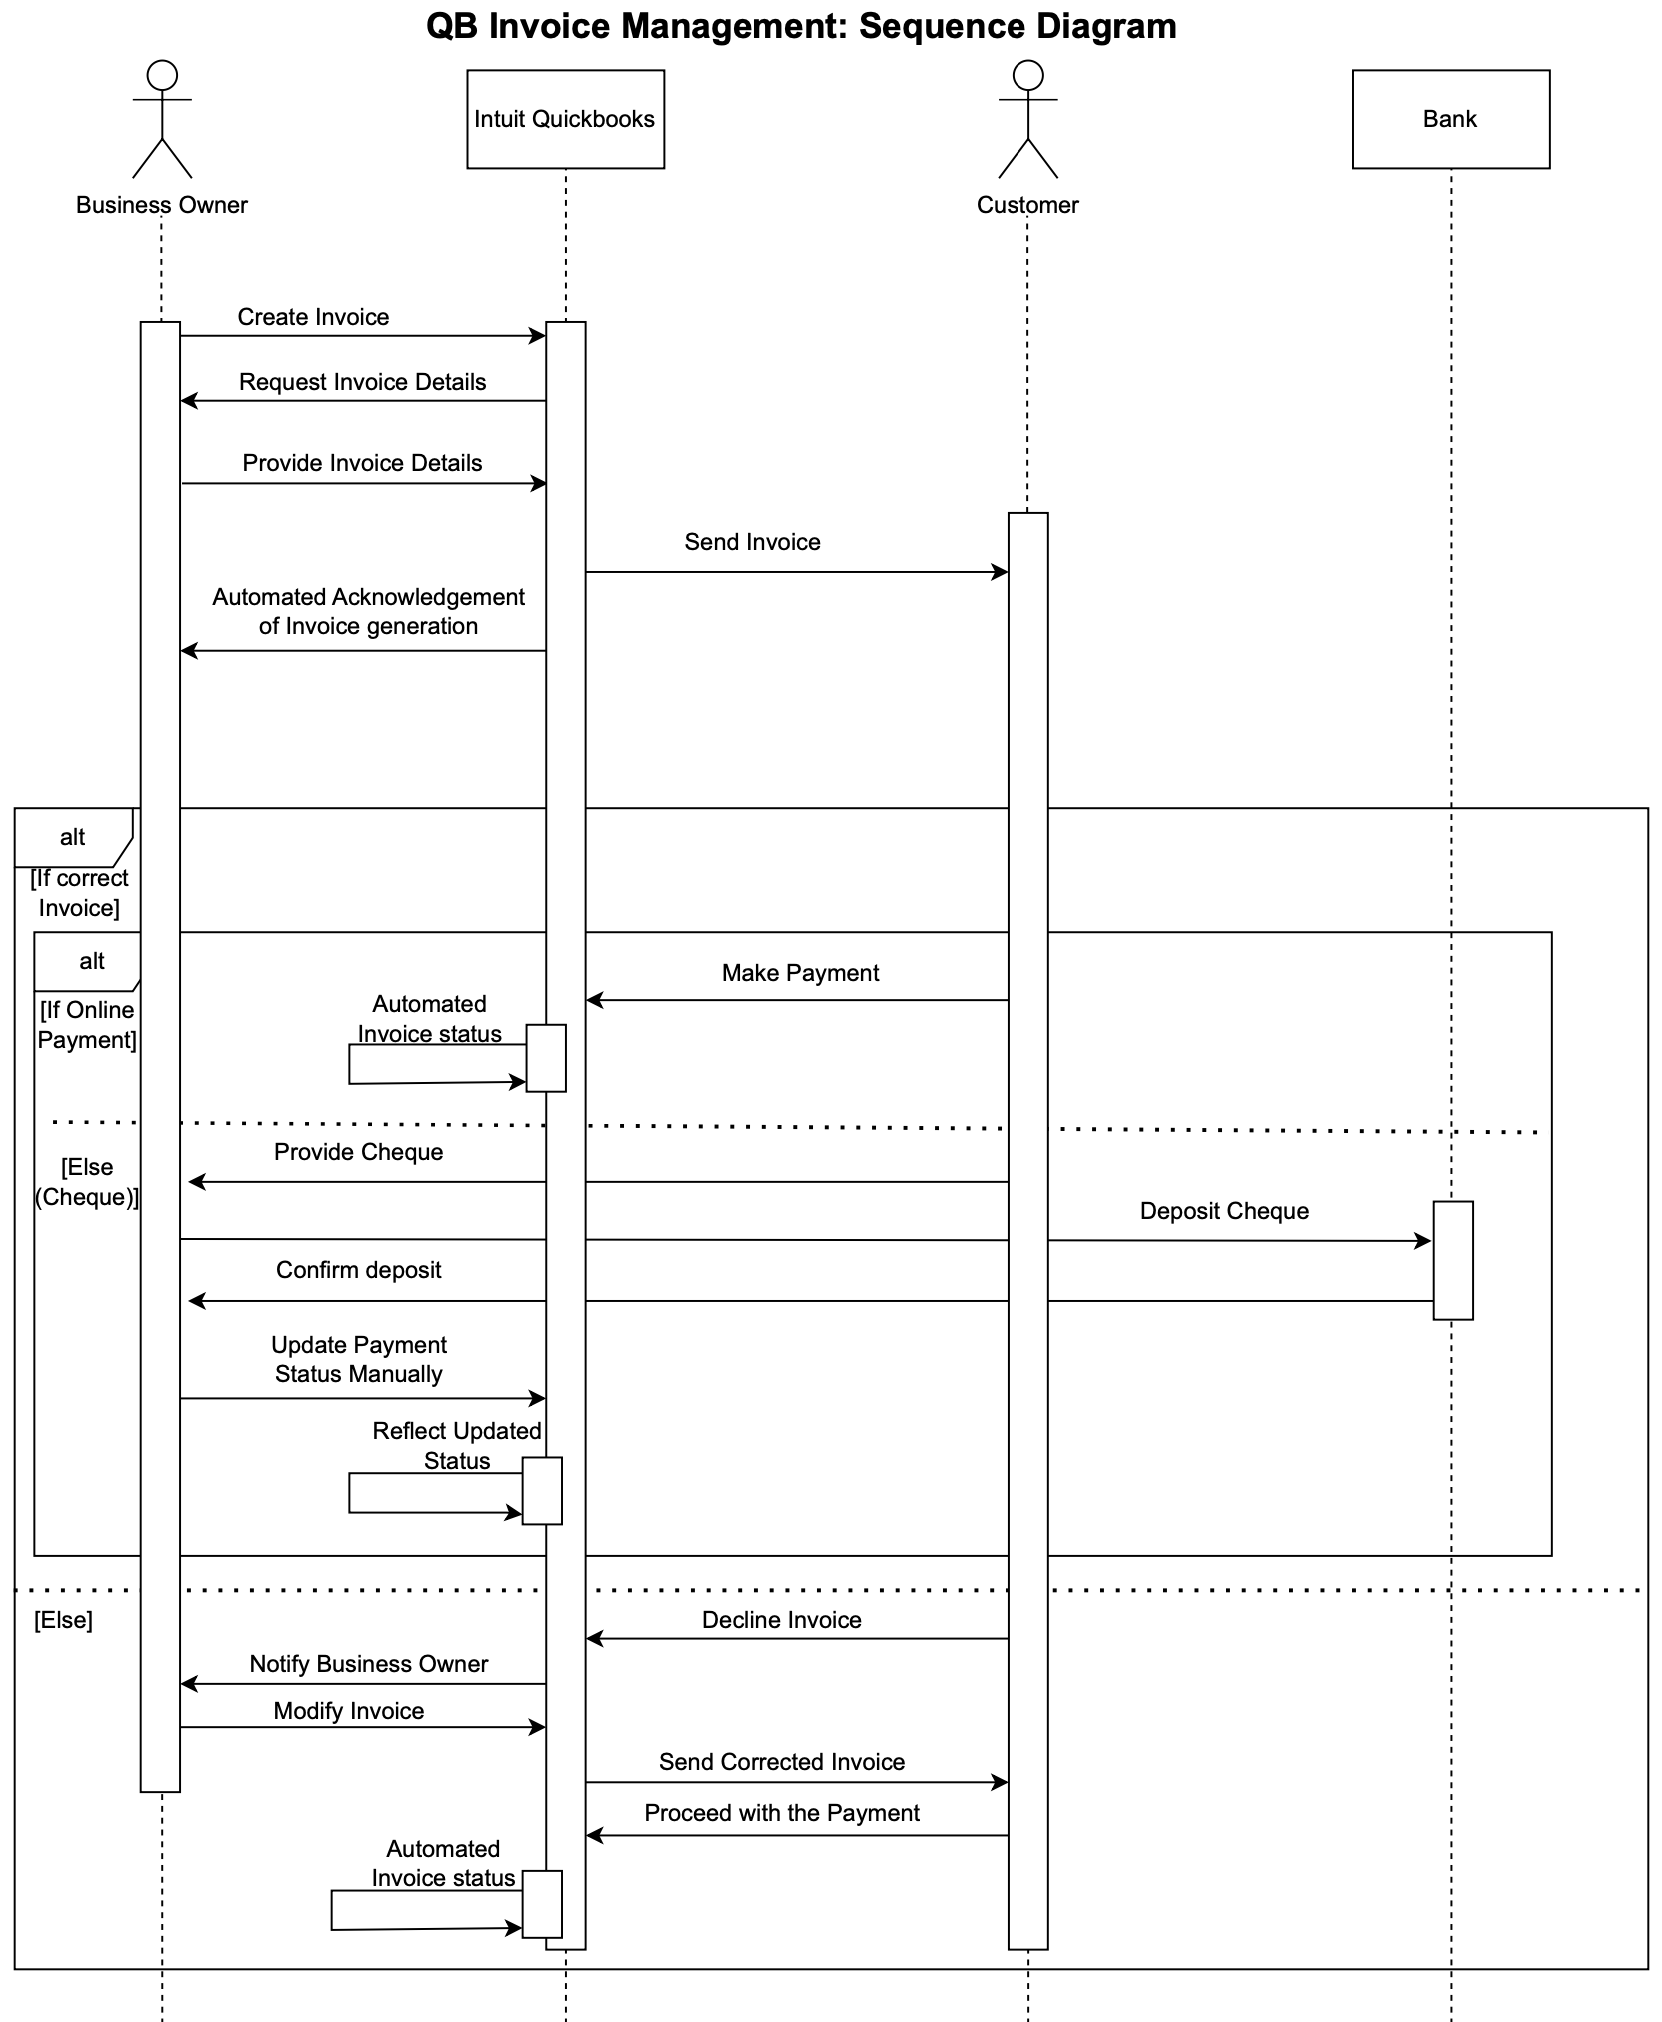 QB Invoice Management: Sequence Diagram
Intuit Quickbooks
Bank
Business Owner
Customer
Create Invoice
Request Invoice Details
Provide Invoice Details
Send Invoice
Automated Acknowledgement
of Invoice generation
alt
[If correct
Invoice]
alt
Make Payment
[If Online
Payment]
Automated
Invoice status
Provide Cheque
[Else
(Cheque)]
Deposit Cheque
Confirm deposit
Update Payment
Status Manually
Reflect Updated
Status
[Else]
Decline Invoice
Notify Business Owner
Modify Invoice
Send Corrected Invoice
Proceed with the Payment
Automated
Invoice status